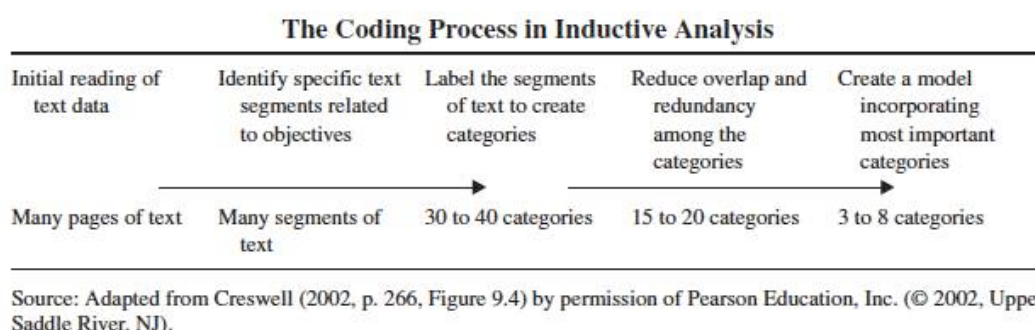 The Coding Process in Inductive Analysis
Initial reading of text data
Identify specific text segments related to objectives
Label the segments of text to create categories
Reduce overlap and redundancy among the categories
Create a model incorporating most important categories
Many pages of text
Many segments of text
30 to 40 categories
15 to 20 categories
3 to 8 categories
Source: Adapted from Creswell (2002, p. 266, Figure 9.4) by permission of Pearson Education, Inc. (© 2002, Uppe
Saddle River, NJ).